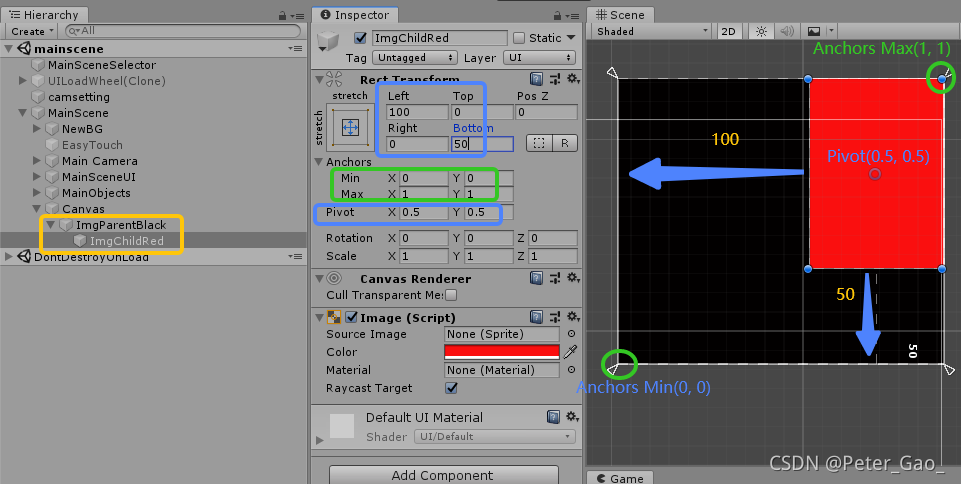 Hierarchy
Create
All
mainscene
MainSceneSelector
UILoadWheel(Clone)
camsetting
MainScene
NewBG
EasyTouch
Main Camera
MainSceneUI
MainObjects
Canvas
ImgParentBlack
ImgChildRed
DontDestroyOnLoad
Inspector
ImgChildRed
Static
Tag Untagged Layer UI
Rect Transform
stretch
stretch
Left Top Pos Z
100 0 0
Right Bottom
0 50 R
Anchors
Min X 0 Y 0
Max X 1 Y 1
Pivot X 0.5 Y 0.5
Rotation X 0 Y 0 Z 0
Scale X 1 Y 1 Z 1
Canvas Renderer
Cull Transparent Mes
Image (Script)
Source Image None (Sprite)
Color
Material None (Material)
Raycast Target
Default UI Material
Shader UI/Default
Add Component
Scene
Shaded 2D
Anchors Max(1, 1)
100
Pivot(0.5, 0.5)
50
50
Anchors Min(0, 0)
CSDN @Peter_Gao_
Game